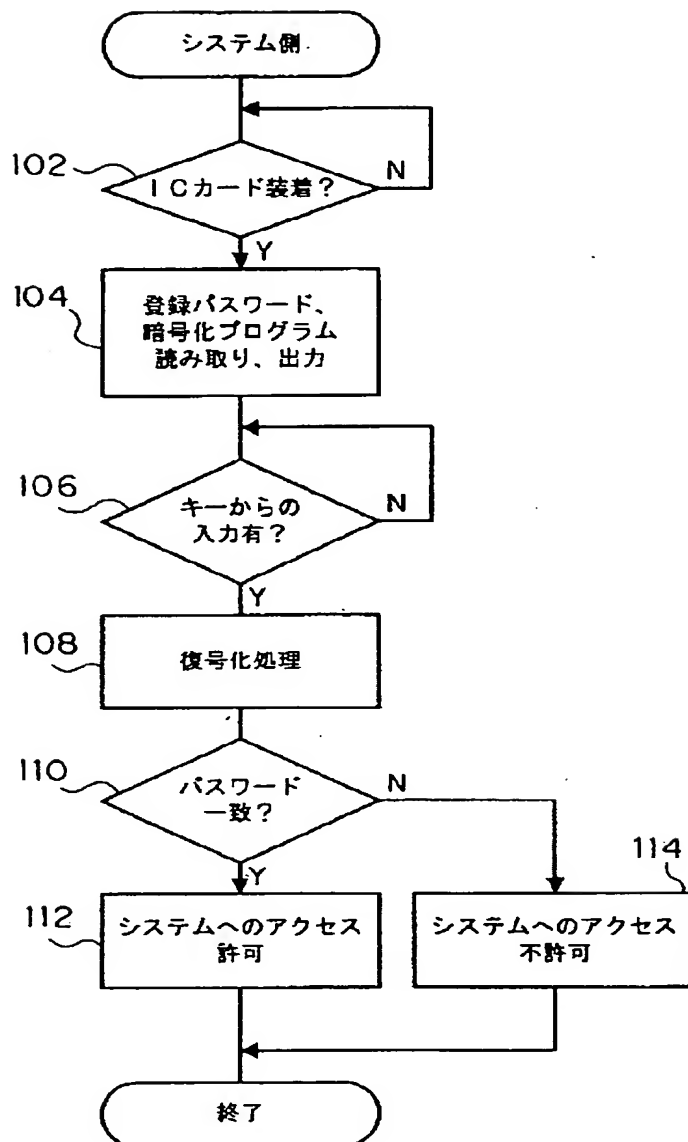 システム側
102
ICカード装着?
N
Y
104
登録パスワード、
暗号化プログラム
読み取り、出力
106
キーからの
入力有?
N
Y
108
復号化処理
110
パスワード
一致?
N
Y
112
システムへのアクセス
許可
114
システムへのアクセス
不許可
終了